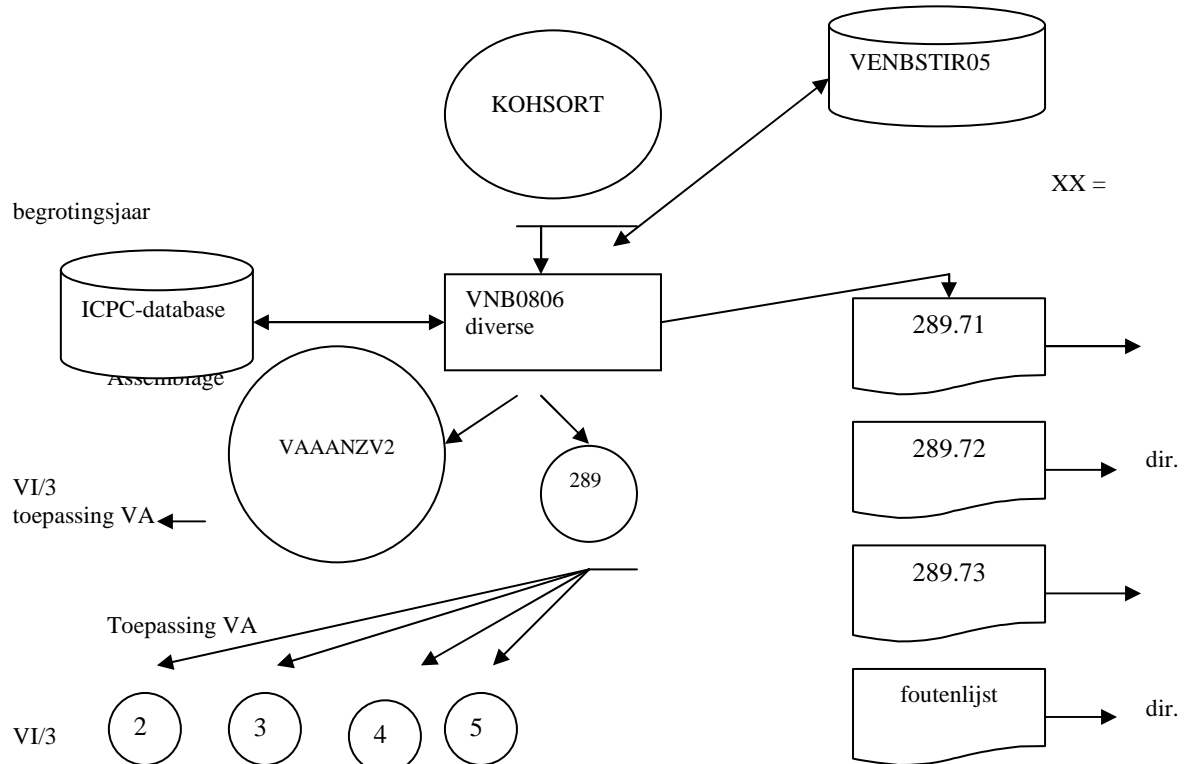 VENBSTIR05
KOHSORT
XX =
begrotingsjaar
ICPC-database
VNB0806
diverse
289.71
Assemblage
VAAANZV2
289
289.72
dir.
VI/3
toepassing VA
289.73
Toepassing VA
foutenlijst
dir.
VI/3
2
3
4
5